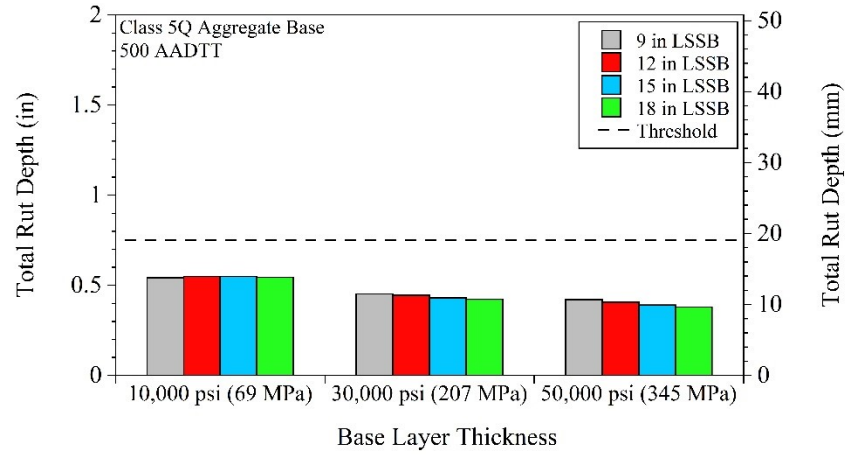 Class 5Q Aggregate Base
500 AADTT
9 in LSSB
12 in LSSB
15 in LSSB
18 in LSSB
Threshold
Total Rut Depth (in)
2
1.5
1
0.5
0
Total Rut Depth (mm)
50
40
30
20
10
0
10,000 psi (69 MPa)
30,000 psi (207 MPa)
50,000 psi (345 MPa)
Base Layer Thickness